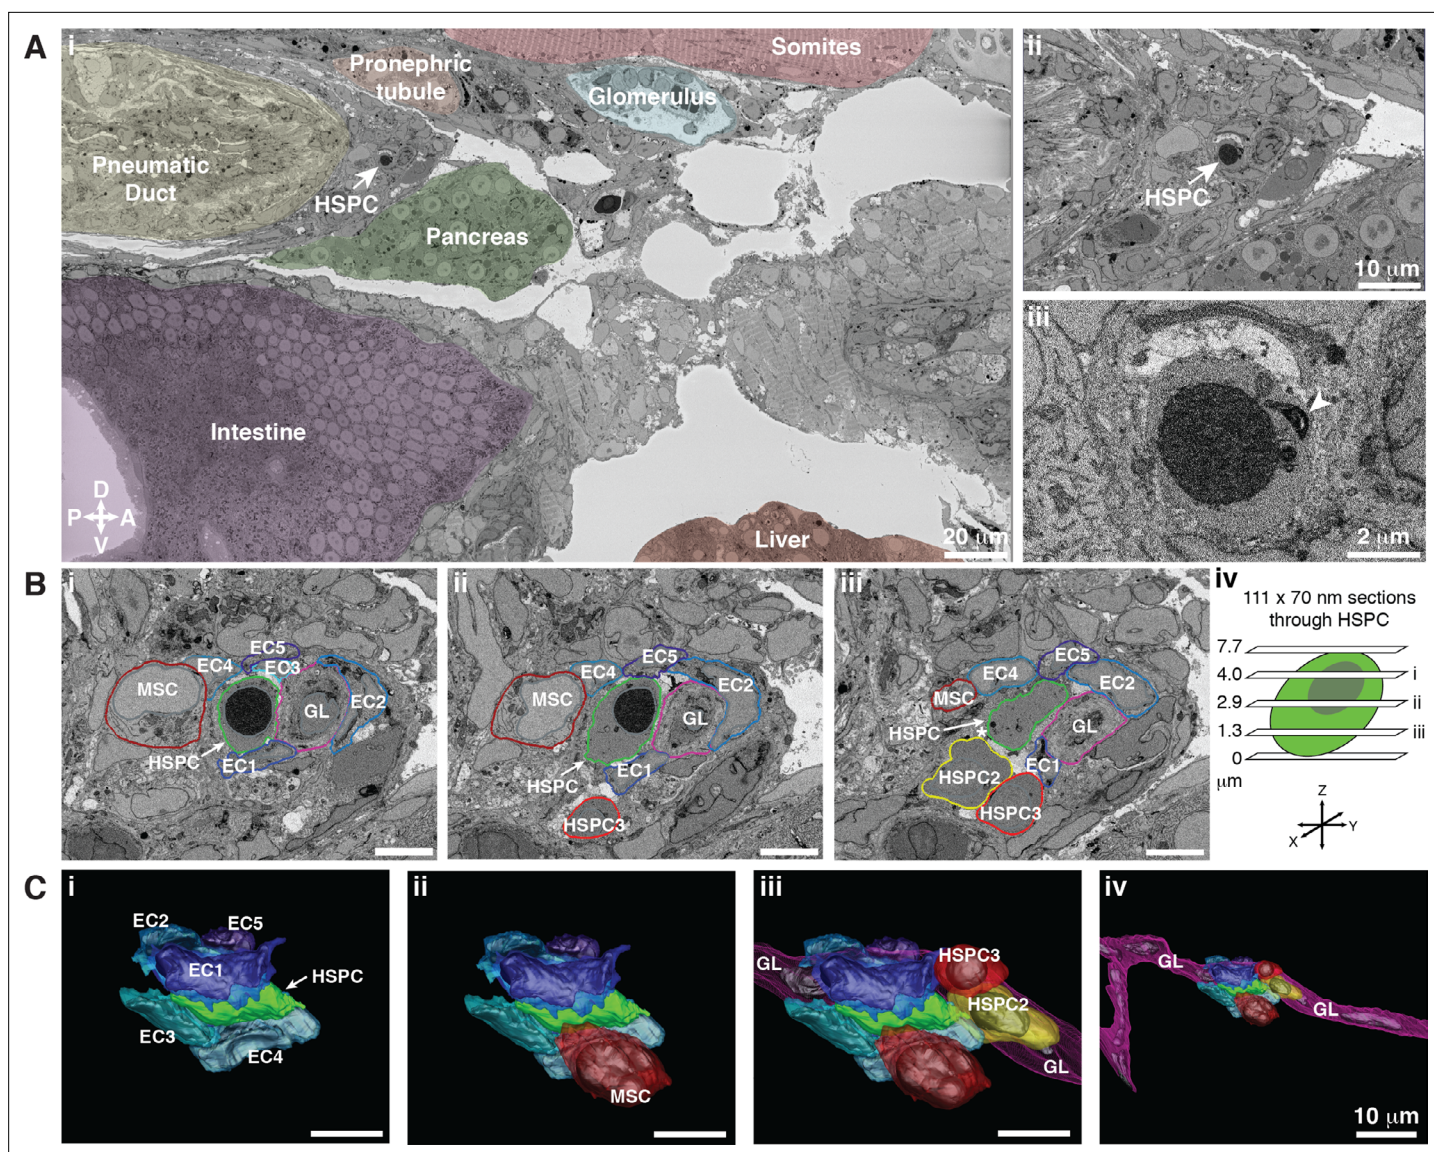 A
i
Somites
Pronephric
tubule
Glomerulus
Pneumatic
Duct
HSPC
Pancreas
Intestine
D
P A
V
Liver
20 μm
ii
HSPC
10 μm
iii
2 μm
B
i
EC5
EC4
EC3
MSC
EC2
GL
HSPC
EC1
ii
EC5
EC4
EC2
MSC
GL
EC1
HSPC
HSPC3
iii
EC5
EC4
EC2
MSC
GL
HSPC
*
EC1
HSPC2
HSPC3
iv
111 x 70 nm sections
through HSPC
7.7
4.0 i
2.9 ii
1.3 iii
0
μm
Z
Y
X
C
i
EC2
EC5
EC1
HSPC
EC3
EC4
ii
MSC
iii
HSPC3
GL
HSPC2
GL
iv
GL
GL
10 μm